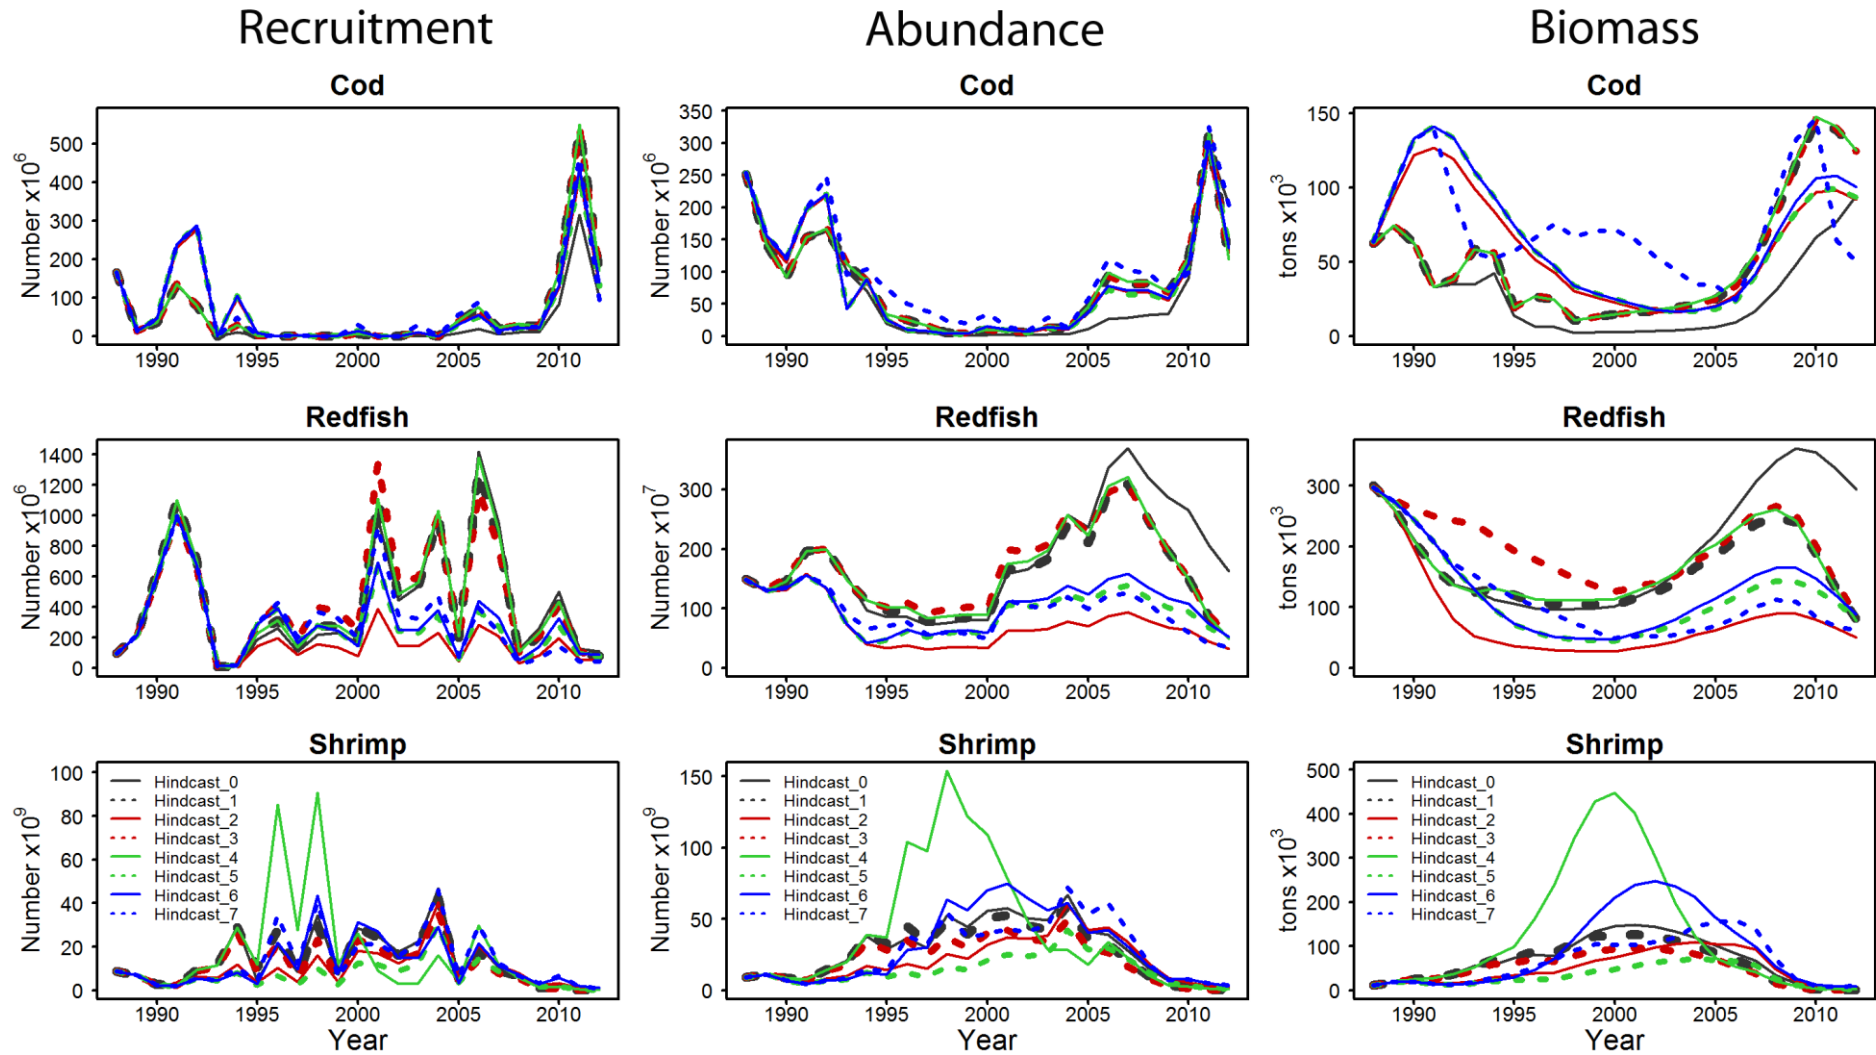 Recruitment Abundance Biomass
Cod Cod Cod
Number x10^6
500
400
300
200
100
0
1990 1995 2000 2005 2010
Number x10^6
350
300
250
200
150
100
50
0
1990 1995 2000 2005 2010
tons x10^3
150
100
50
0
1990 1995 2000 2005 2010
Redfish Redfish Redfish
Number x10^6
1400
1200
1000
800
600
400
200
0
1990 1995 2000 2005 2010
Number x10^7
300
200
100
0
1990 1995 2000 2005 2010
tons x10^3
300
200
100
0
1990 1995 2000 2005 2010
Shrimp Shrimp Shrimp
Number x10^9
100
80
60
40
20
0
Hindcast_0
Hindcast_1
Hindcast_2
Hindcast_3
Hindcast_4
Hindcast_5
Hindcast_6
Hindcast_7
1990 1995 2000 2005 2010
Year
Number x10^9
150
100
50
0
Hindcast_0
Hindcast_1
Hindcast_2
Hindcast_3
Hindcast_4
Hindcast_5
Hindcast_6
Hindcast_7
1990 1995 2000 2005 2010
Year
tons x10^3
500
400
300
200
100
0
Hindcast_0
Hindcast_1
Hindcast_2
Hindcast_3
Hindcast_4
Hindcast_5
Hindcast_6
Hindcast_7
1990 1995 2000 2005 2010
Year